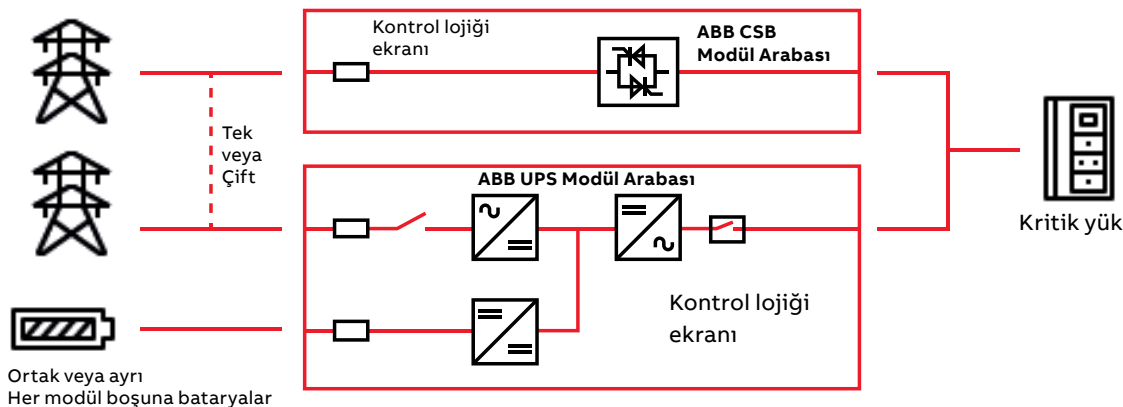 Kontrol lojiği
ekranı
ABB CSB
Modül Arabası
Tek
veya
Çift
ABB UPS Modül Arabası
Kontrol lojiği
ekranı
Kritik yük
Ortak veya ayrı
Her modül boşuna bataryalar